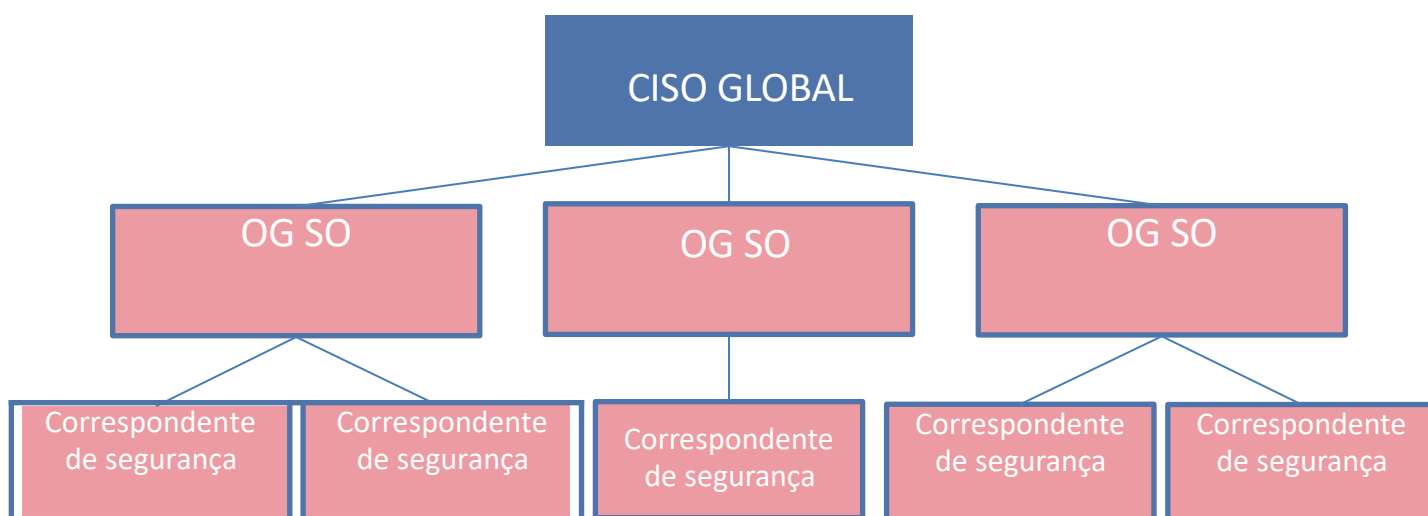 CISO GLOBAL
OG SO
OG SO
OG SO
Correspondente
de segurança
Correspondente
de segurança
Correspondente
de segurança
Correspondente
de segurança
Correspondente
de segurança